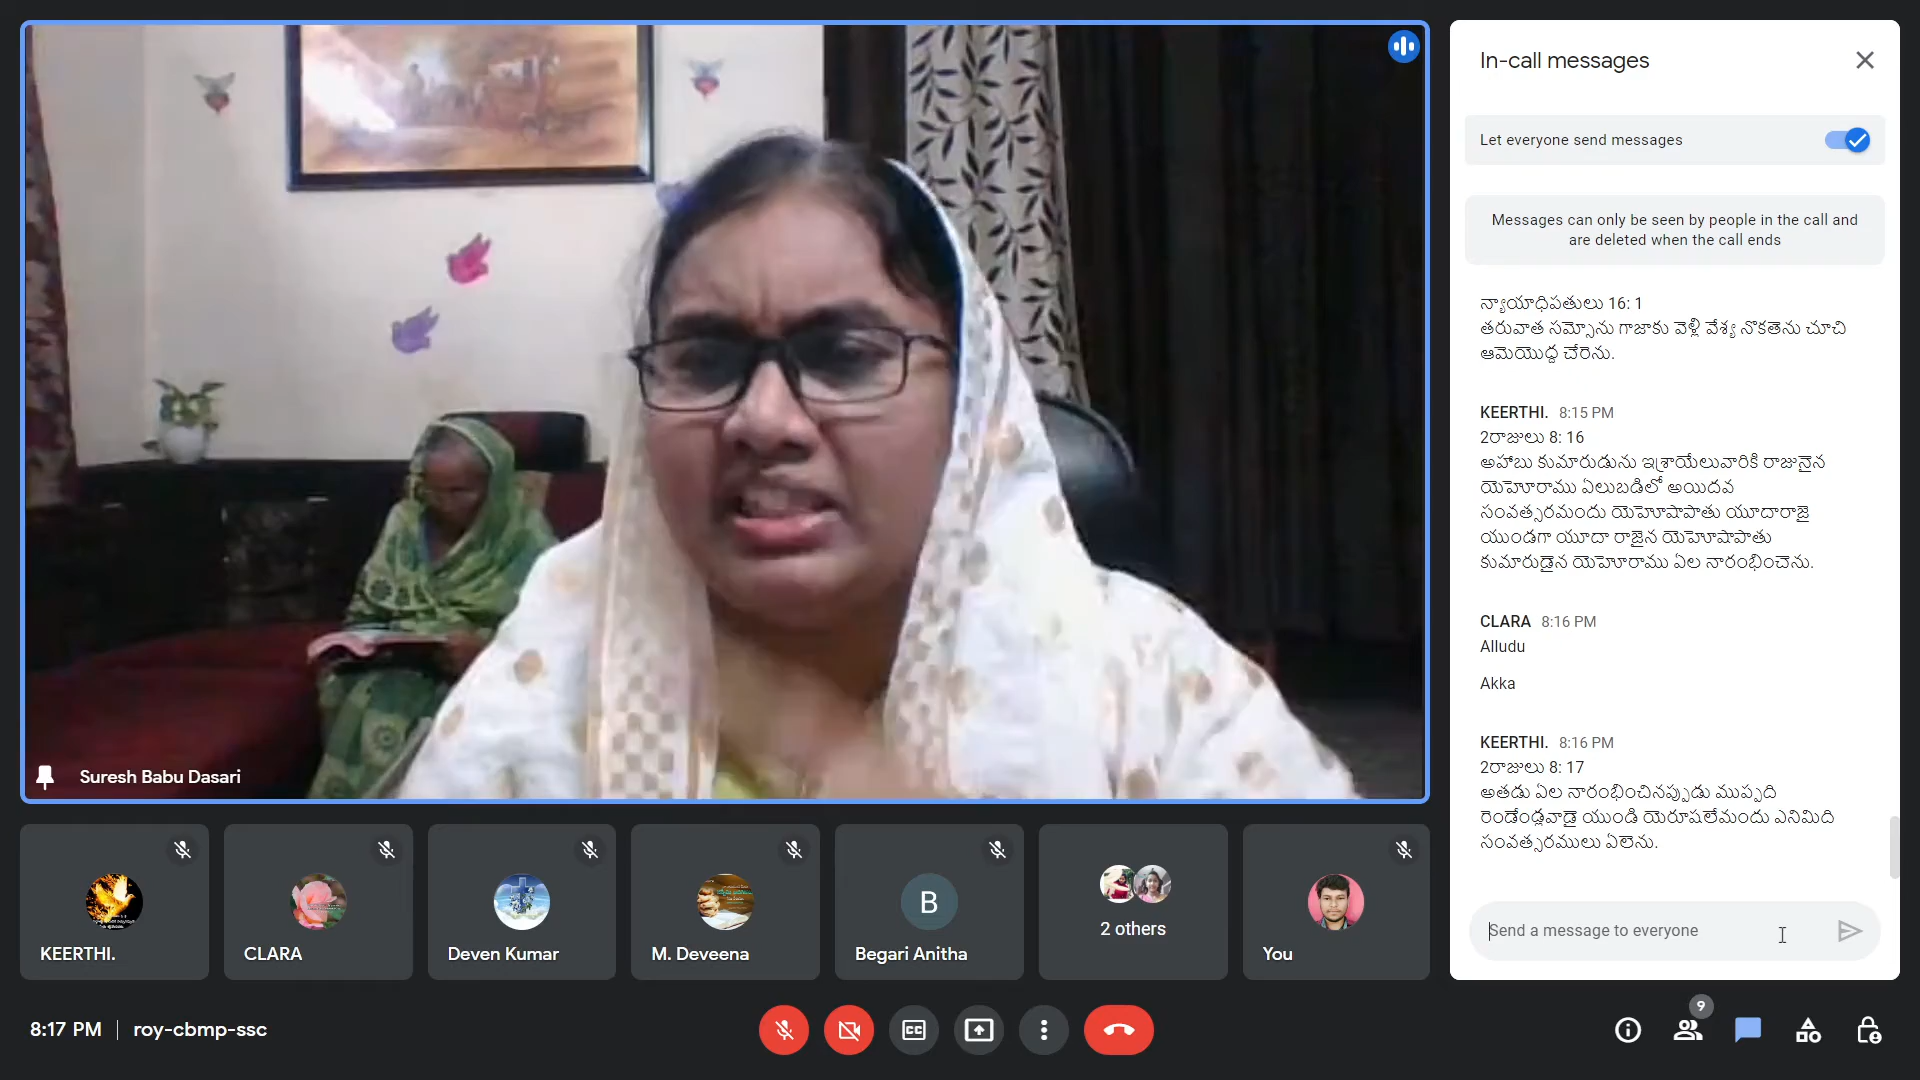 In-call messages
Let everyone send messages
Messages can only be seen by people in the call and
are deleted when the call ends
న్యాయాధిపతులు 16: 1
తరువాత సమ్సోను గాజాకు వెళ్లి వేశ్య నొకతెను చూచి
ఆమెయొద్ద చేరెను.
KEERTHI. 8:15 PM
2రాజులు 8: 16
అహాబు కుమారుడును ఇశ్రాయేలువారికి రాజునైన
యెహోరాము ఏలుబడిలో అయిదవ
సంవత్సరమందు యెహోషాపాతు యూదారాజై
యుండగా యూదా రాజైన యెహోషాపాతు
కుమారుడైన యెహోరాము ఏల నారంభించెను.
CLARA 8:16 PM
Alludu
Akka
KEERTHI. 8:16 PM
2రాజులు 8: 17
అతడు ఏల నారంభించినప్పుడు ముప్పది
రెండేండ్లవాడై యుండి యెరూషలేమందు ఎనిమిది
సంవత్సరములు ఏలెను.
Send a message to everyone
Suresh Babu Dasari
KEERTHI.
CLARA
Deven Kumar
M. Deveena
B
Begari Anitha
2 others
You
8:17 PM | roy-cbmp-ssc
CC
9